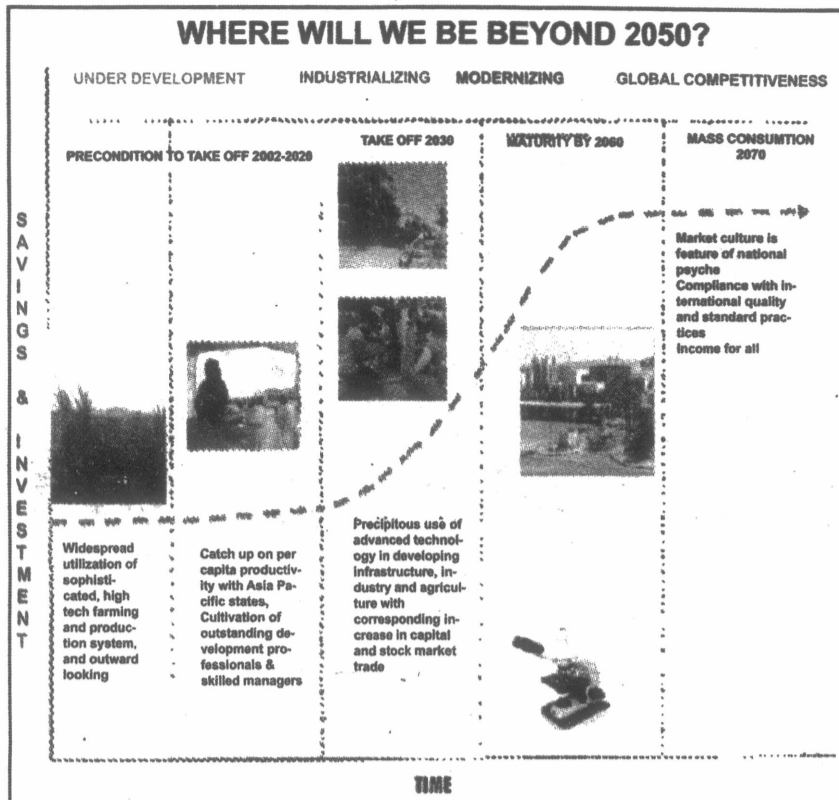 WHERE WILL WE BE BEYOND 2050?
UNDER DEVELOPMENT
INDUSTRIALIZING
MODERNIZING
GLOBAL COMPETITIVENESS
PRECONDITION TO TAKE OFF 2002-2020
TAKE OFF 2030
MATURITY BY 2060
MASS CONSUMTION
2070
SAVINGS & INVESTMENT
Market culture is
feature of national
psyche
Compliance with in-
ternational quality
and standard prac-
tices
Income for all
Widespread
utilization of
sophisti-
cated, high
tech farming
and produc-
tion system,
and outward
looking
Catch up on per
capita productiv-
ity with Asia Pa-
cific states,
Cultivation of
outstanding de-
velopment pro-
fessionals &
skilled managers
Precipitous use of
advanced technol-
ogy in developing
infrastructure, in-
dustry and agricul-
ture with
corresponding in-
crease in capital
and stock market
trade
TIME